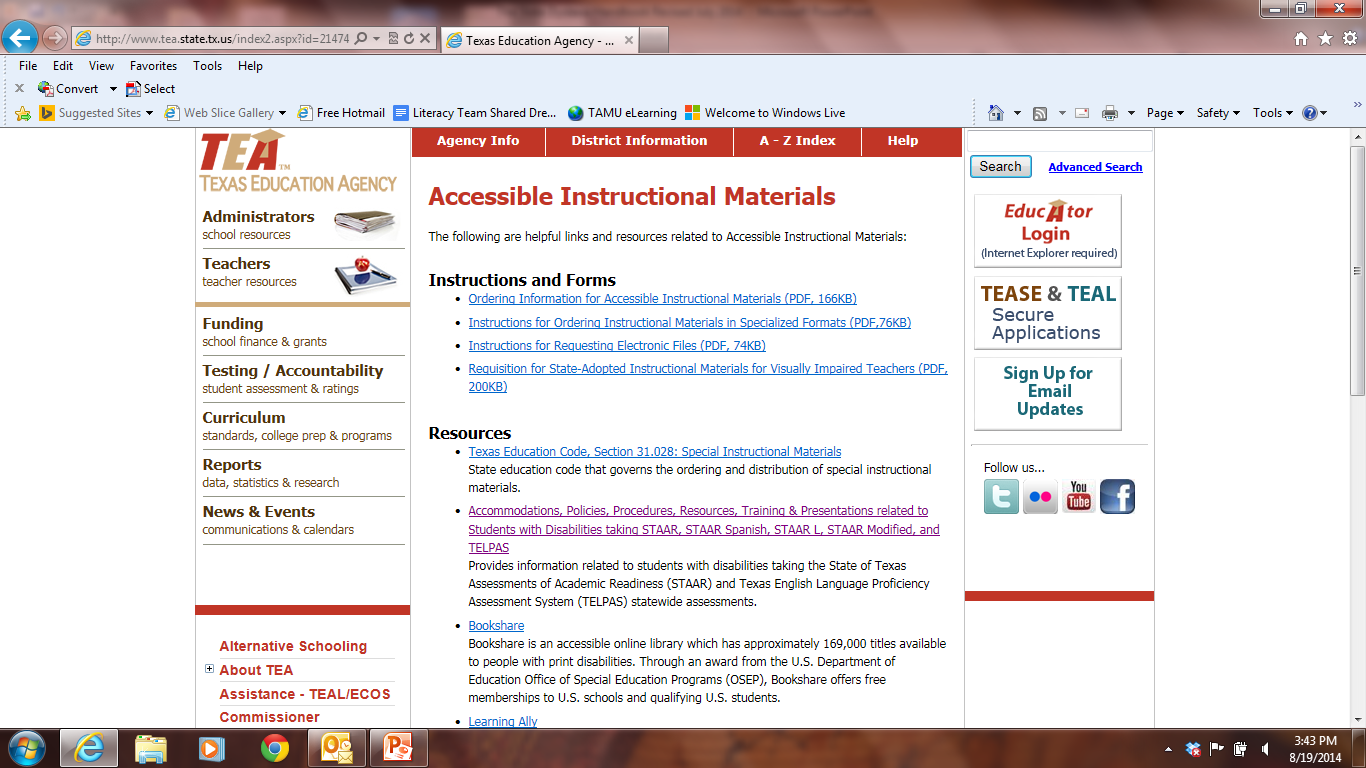 http://www.tea.state.tx.us/index2.aspx?id=21474
Texas Education Agency - ...
File Edit View Favorites Tools Help
Convert Select
Suggested Sites Web Slice Gallery Free Hotmail Literacy Team Shared Dre... TAMU eLearning Welcome to Windows Live
Page Safety Tools
TEA TM
TEXAS EDUCATION AGENCY
Administrators
school resources
Teachers
teacher resources
Funding
school finance & grants
Testing / Accountability
student assessment & ratings
Curriculum
standards, college prep & programs
Reports
data, statistics & research
News & Events
communications & calendars
Alternative Schooling
About TEA
Assistance - TEAL/ECOS
Commissioner
Agency Info District Information A - Z Index Help
Accessible Instructional Materials
The following are helpful links and resources related to Accessible Instructional Materials:
Instructions and Forms
• Ordering Information for Accessible Instructional Materials (PDF, 166KB)
• Instructions for Ordering Instructional Materials in Specialized Formats (PDF,76KB)
• Instructions for Requesting Electronic Files (PDF, 74KB)
• Requisition for State-Adopted Instructional Materials for Visually Impaired Teachers (PDF,
200KB)
Resources
• Texas Education Code, Section 31.028: Special Instructional Materials
State education code that governs the ordering and distribution of special instructional
materials.
• Accommodations, Policies, Procedures, Resources, Training & Presentations related to
Students with Disabilities taking STAAR, STAAR Spanish, STAAR L, STAAR Modified, and
TELPAS
Provides information related to students with disabilities taking the State of Texas
Assessments of Academic Readiness (STAAR) and Texas English Language Proficiency
Assessment System (TELPAS) statewide assessments.
• Bookshare
Bookshare is an accessible online library which has approximately 169,000 titles available
to people with print disabilities. Through an award from the U.S. Department of
Education Office of Special Education Programs (OSEP), Bookshare offers free
memberships to U.S. schools and qualifying U.S. students.
• Learning Ally
Search Advanced Search
EducAtor
Login
(Internet Explorer required)
TEASE & TEAL
Secure
Applications
Sign Up for
Email
Updates
Follow us...
You
Tube
3:43 PM
8/19/2014